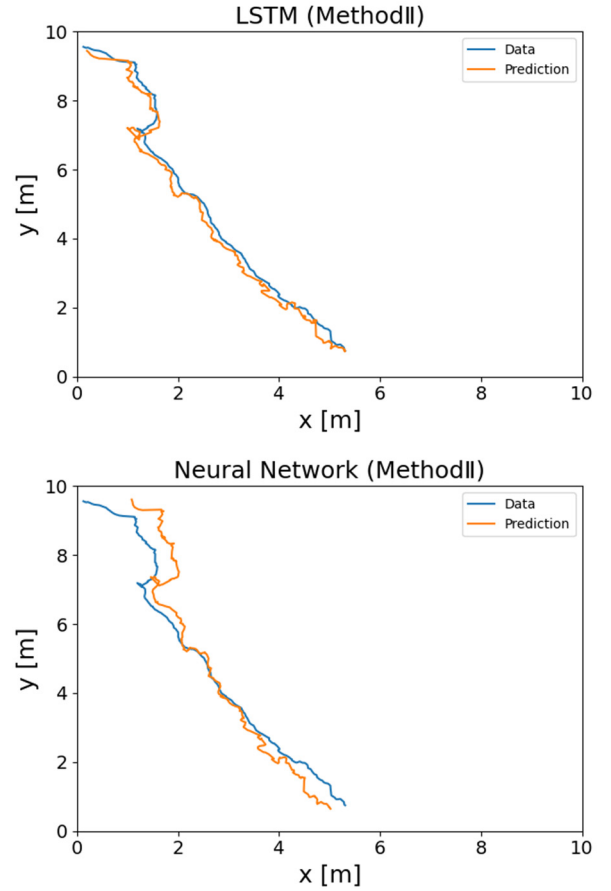 LSTM (MethodⅡ)
10
8
6
4
2
0
y [m]
Data
Prediction
0 2 4 6 8 10
x [m]
Neural Network (MethodⅡ)
10
8
6
4
2
0
y [m]
Data
Prediction
0 2 4 6 8 10
x [m]